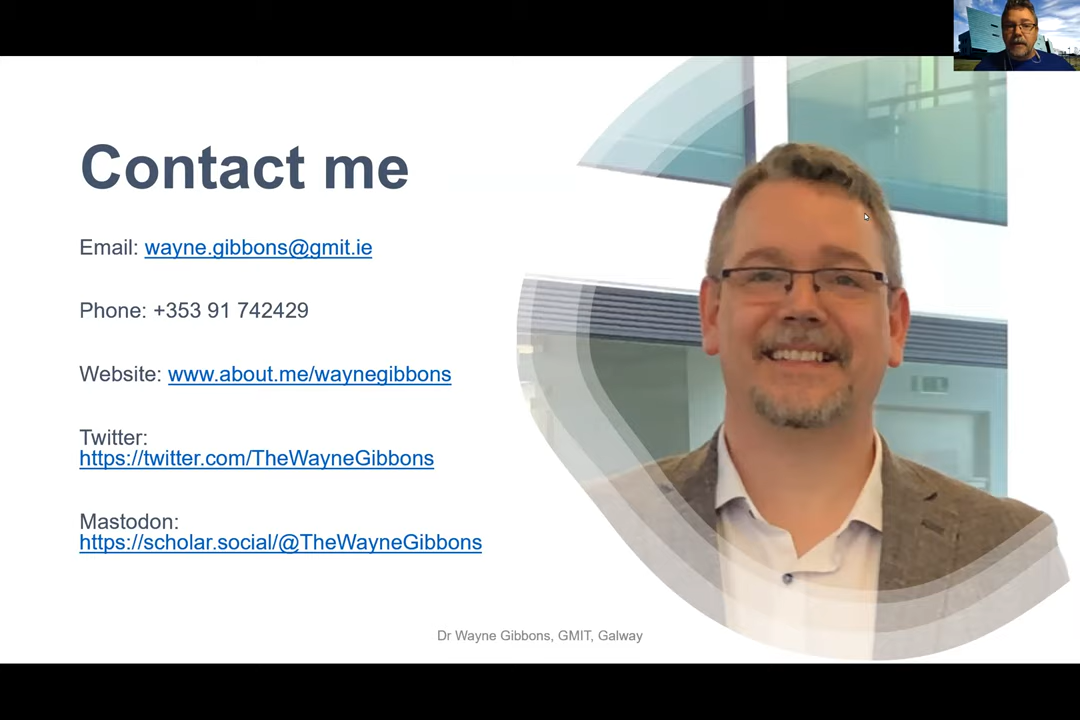 Contact me
Email: wayne.gibbons@gmit.ie
Phone: +353 91 742429
Website: www.about.me/waynegibbons
Twitter:
https://twitter.com/TheWayneGibbons
Mastodon:
https://scholar.social/@TheWayneGibbons
Dr Wayne Gibbons, GMIT, Galway